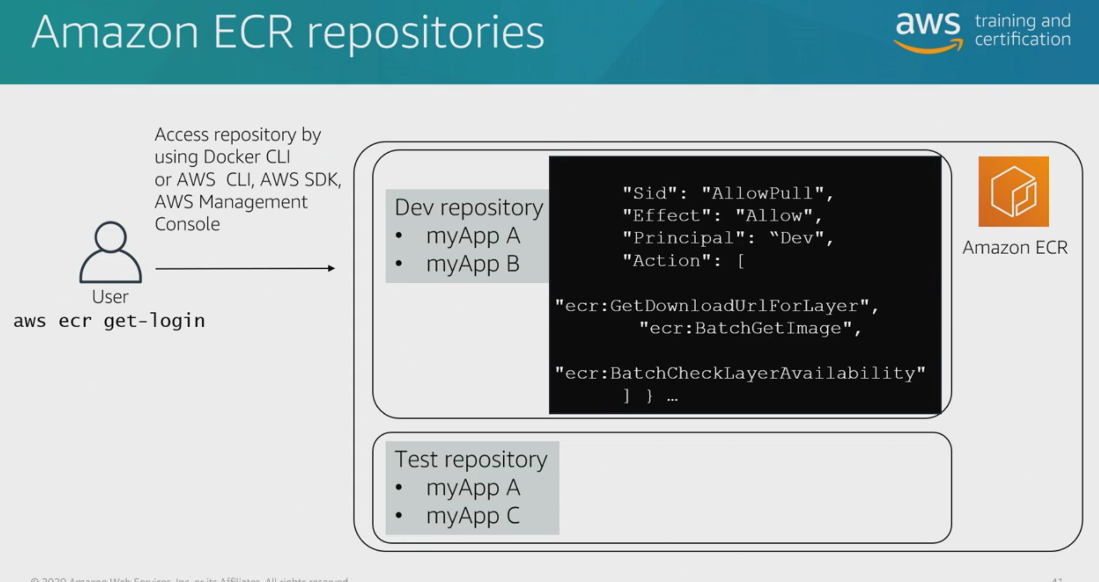 Amazon ECR repositories
aws training and
certification
Access repository by
using Docker CLI
or AWS CLI, AWS SDK,
AWS Management
Console
User
aws ecr get-login
Dev repository
• myApp A
• myApp B
"Sid": "AllowPull",
"Effect": "Allow",
"Principal": “Dev",
"Action": [
"ecr:GetDownloadUrlForLayer",
"ecr:BatchGetImage",
"ecr:BatchCheckLayerAvailability"
] } …
Amazon ECR
Test repository
• myApp A
• myApp C
© 2020 Amazon Web Services, Inc. or its Affiliates. All rights reserved.
41